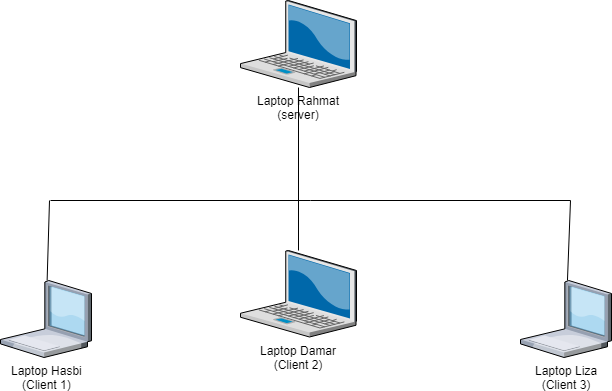 Laptop Rahmat
(server)
Laptop Hasbi
(Client 1)
Laptop Damar
(Client 2)
Laptop Liza
(Client 3)